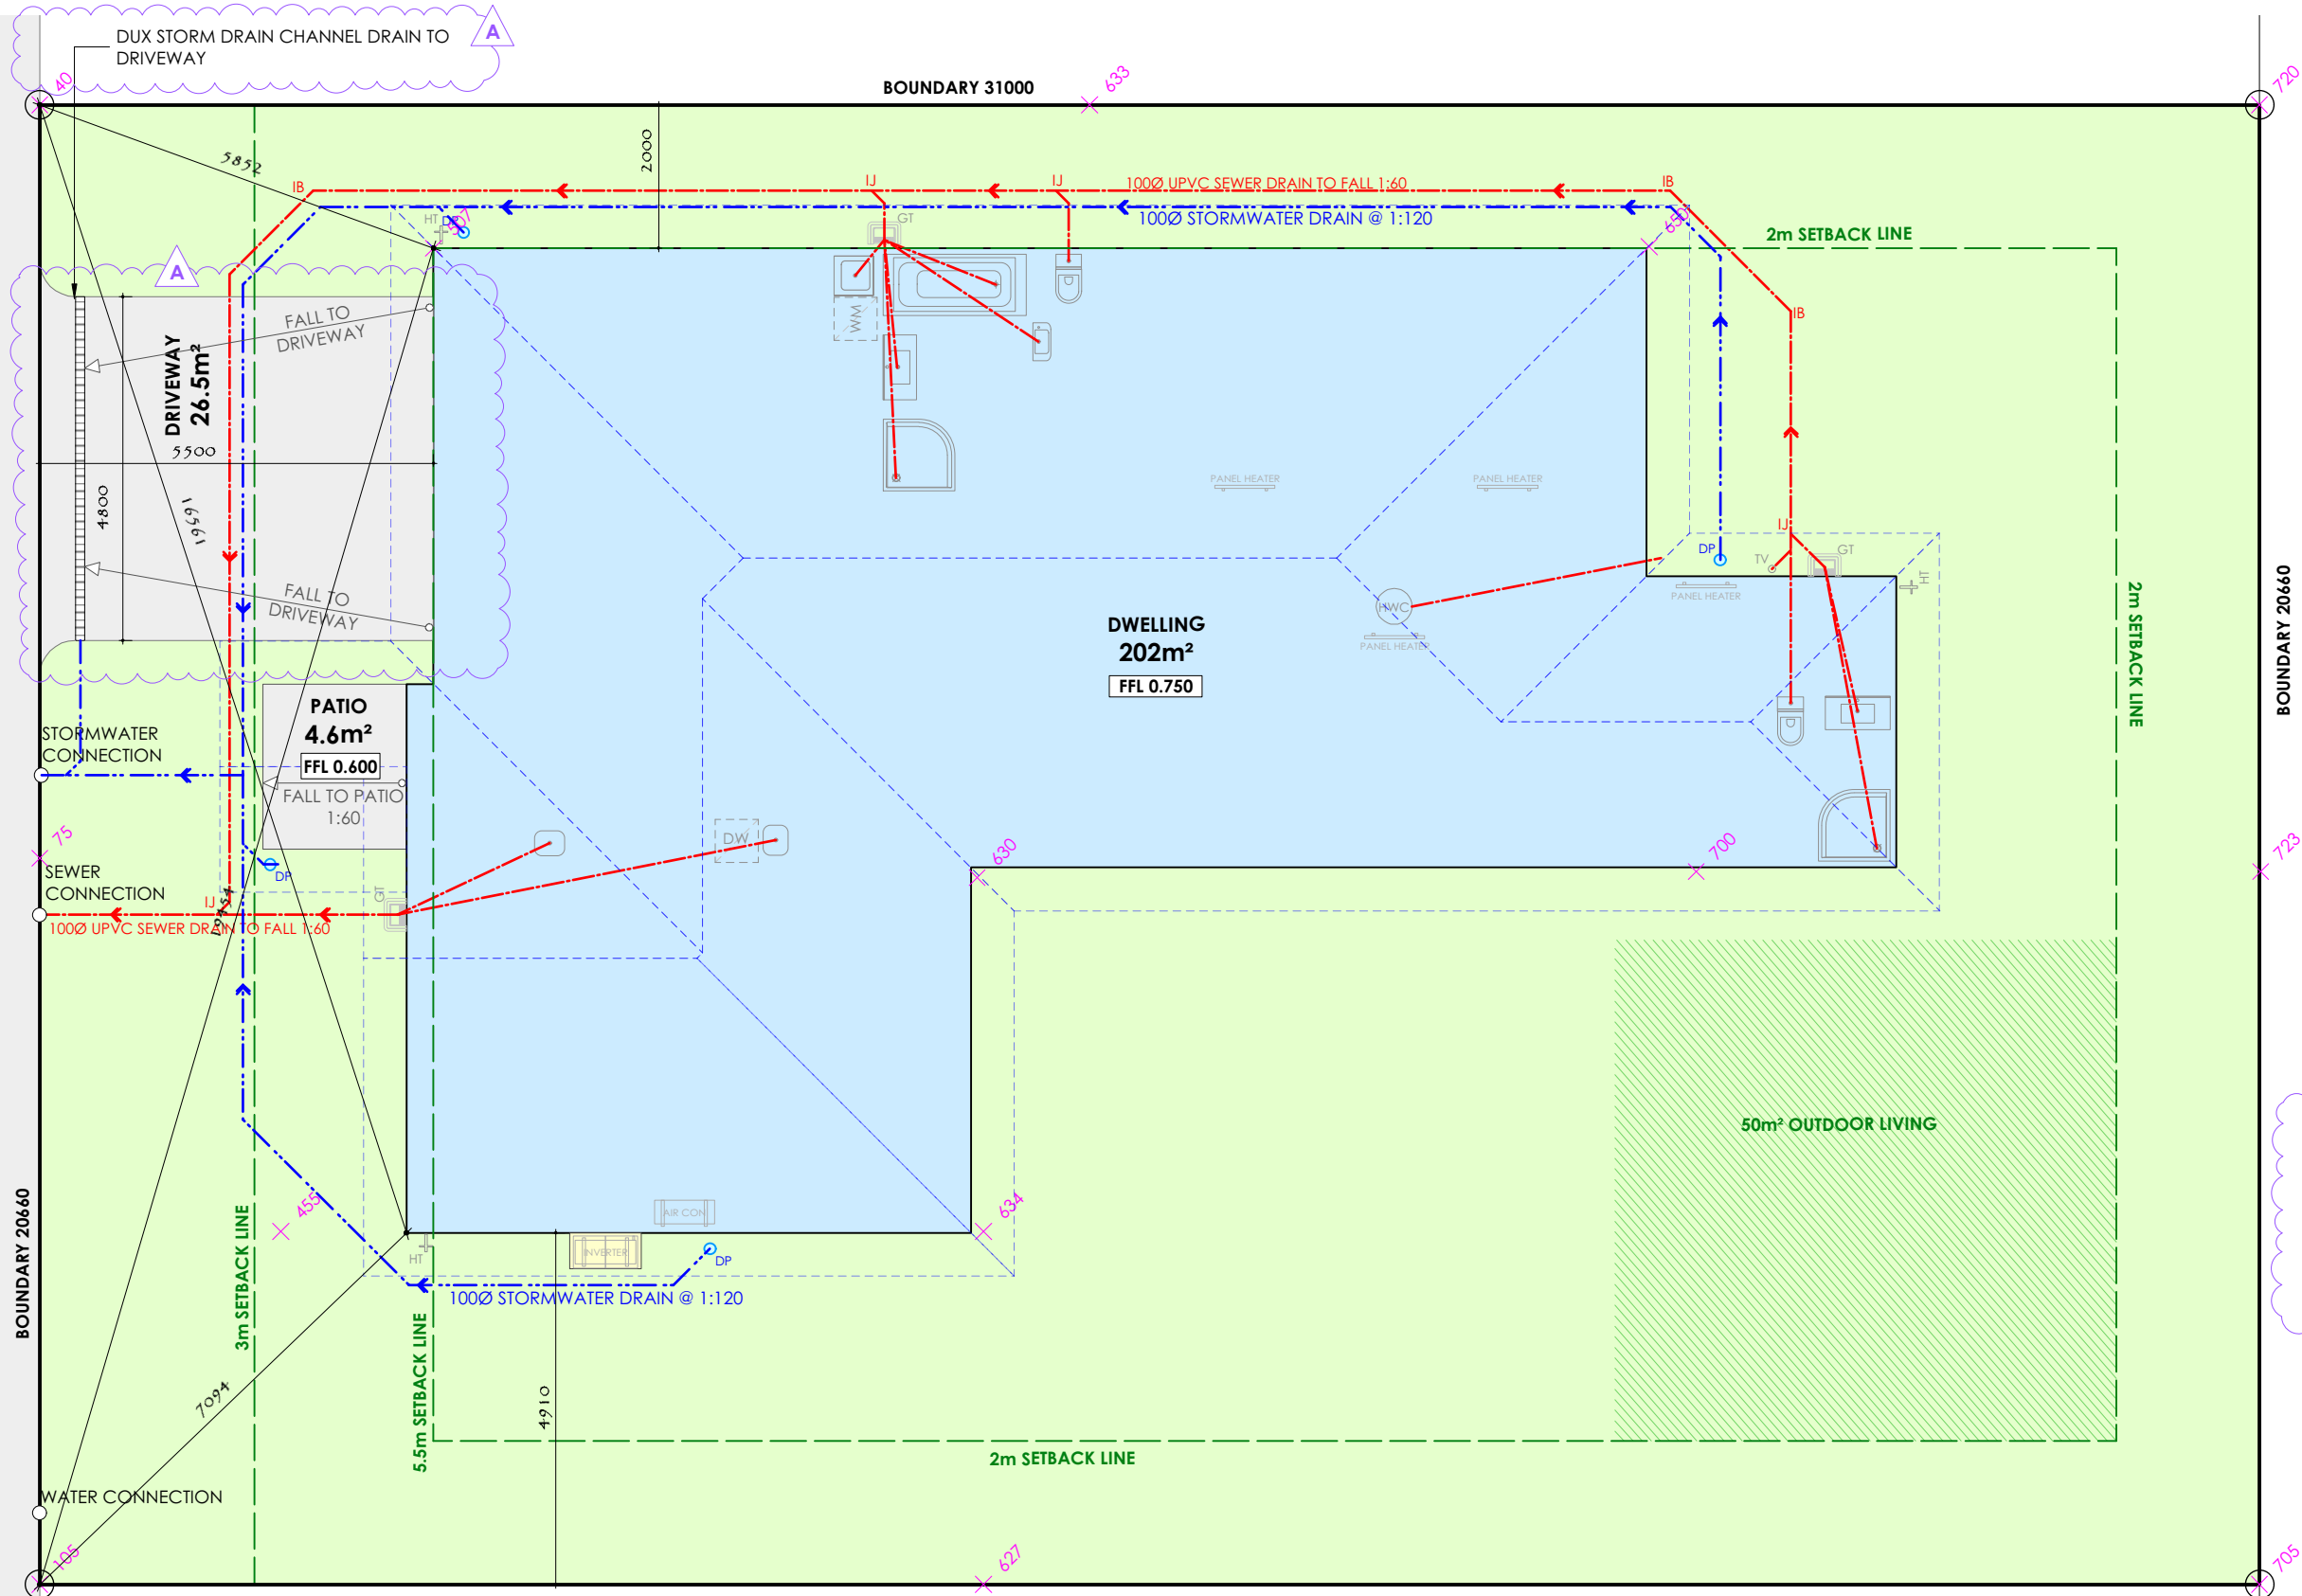 DUX STORM DRAIN CHANNEL DRAIN TO
DRIVEWAY
A
40
BOUNDARY 31000
633
720
5852
2000
IB
IJ
IJ
100Ø UPVC SEWER DRAIN TO FALL 1:60
IB
HT
GT
100Ø STORMWATER DRAIN @ 1:120
650
2m SETBACK LINE
A
FALL TO
DRIVEWAY
WM
IB
DRIVEWAY
26.5m²
5500
4800
16561
PANEL HEATER
PANEL HEATER
IJ
DP
TV
GT
HT
FALL TO
DRIVEWAY
PANEL HEATER
HWC
PANEL HEATER
DWELLING
202m²
FFL 0.750
2m SETBACK LINE
BOUNDARY 20660
PATIO
4.6m²
FFL 0.600
FALL TO PATIO
1:60
STORMWATER
CONNECTION
75
DW
630
700
723
SEWER
CONNECTION
DP
GT
IJ
100Ø UPVC SEWER DRAIN TO FALL 1:60
50m² OUTDOOR LIVING
455
634
AIR CON
INVERTER
HT
DP
100Ø STORMWATER DRAIN @ 1:120
BOUNDARY 20660
3m SETBACK LINE
5.5m SETBACK LINE
7094
4910
2m SETBACK LINE
WATER CONNECTION
105
627
705